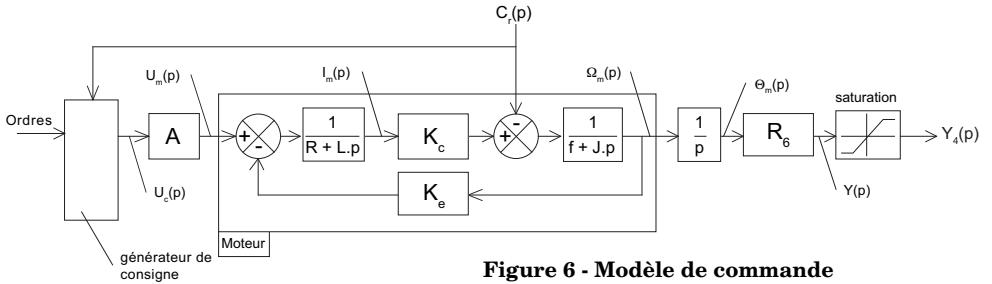 C_r(p)
U_m(p)
I_m(p)
Ω_m(p)
Θ_m(p)
saturation
Ordres
A
+
-
1
R + L.p
K_c
-
+
1
f + J.p
1
p
R_6
Y_4(p)
U_c(p)
K_e
Y(p)
Moteur
générateur de
consigne
Figure 6 - Modèle de commande